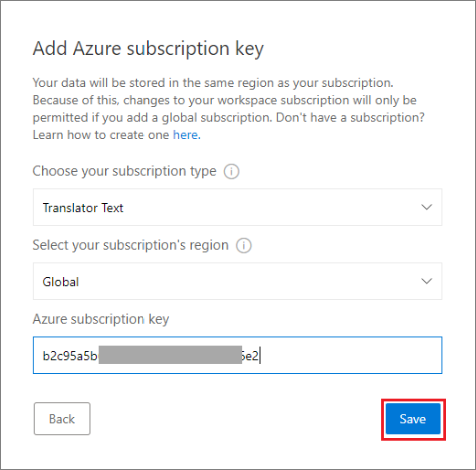 Add Azure subscription key
Your data will be stored in the same region as your subscription.
Because of this, changes to your workspace subscription will only be
permitted if you add a global subscription. Don't have a subscription?
Learn how to create one here.
Choose your subscription type
Translator Text
Select your subscription's region
Global
Azure subscription key
b2c95a5b 5e2
Back
Save